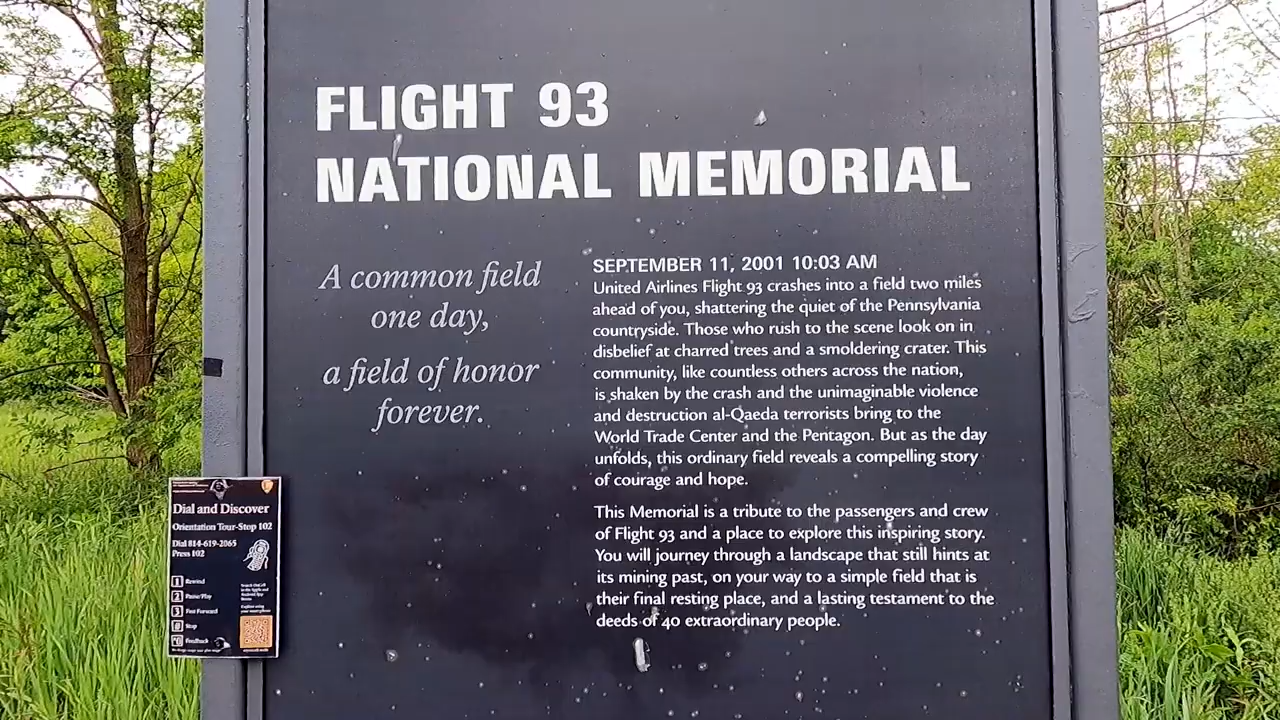 FLIGHT 93
NATIONAL MEMORIAL
A common field
one day,
a field of honor
forever.
SEPTEMBER 11, 2001 10:03 AM
United Airlines Flight 93 crashes into a field two miles
ahead of you, shattering the quiet of the Pennsylvania
countryside. Those who rush to the scene look on in
disbelief at charred trees and a smoldering crater. This
community, like countless others across the nation,
is shaken by the crash and the unimaginable violence
and destruction al-Qaeda terrorists bring to the
World Trade Center and the Pentagon. But as the day
unfolds, this ordinary field reveals a compelling story
of courage and hope.
This Memorial is a tribute to the passengers and crew
of Flight 93 and a place to explore this inspiring story.
You will journey through a landscape that still hints at
its mining past, on your way to a simple field that is
their final resting place, and a lasting testament to the
deeds of 40 extraordinary people.
Dial and Discover
Orientation Tour-Stop 102
Dial 814-619-2065
Press 102
1 Rewind
2 Pause/Play
3 Fast Forward
# Stop
*0 Feedback